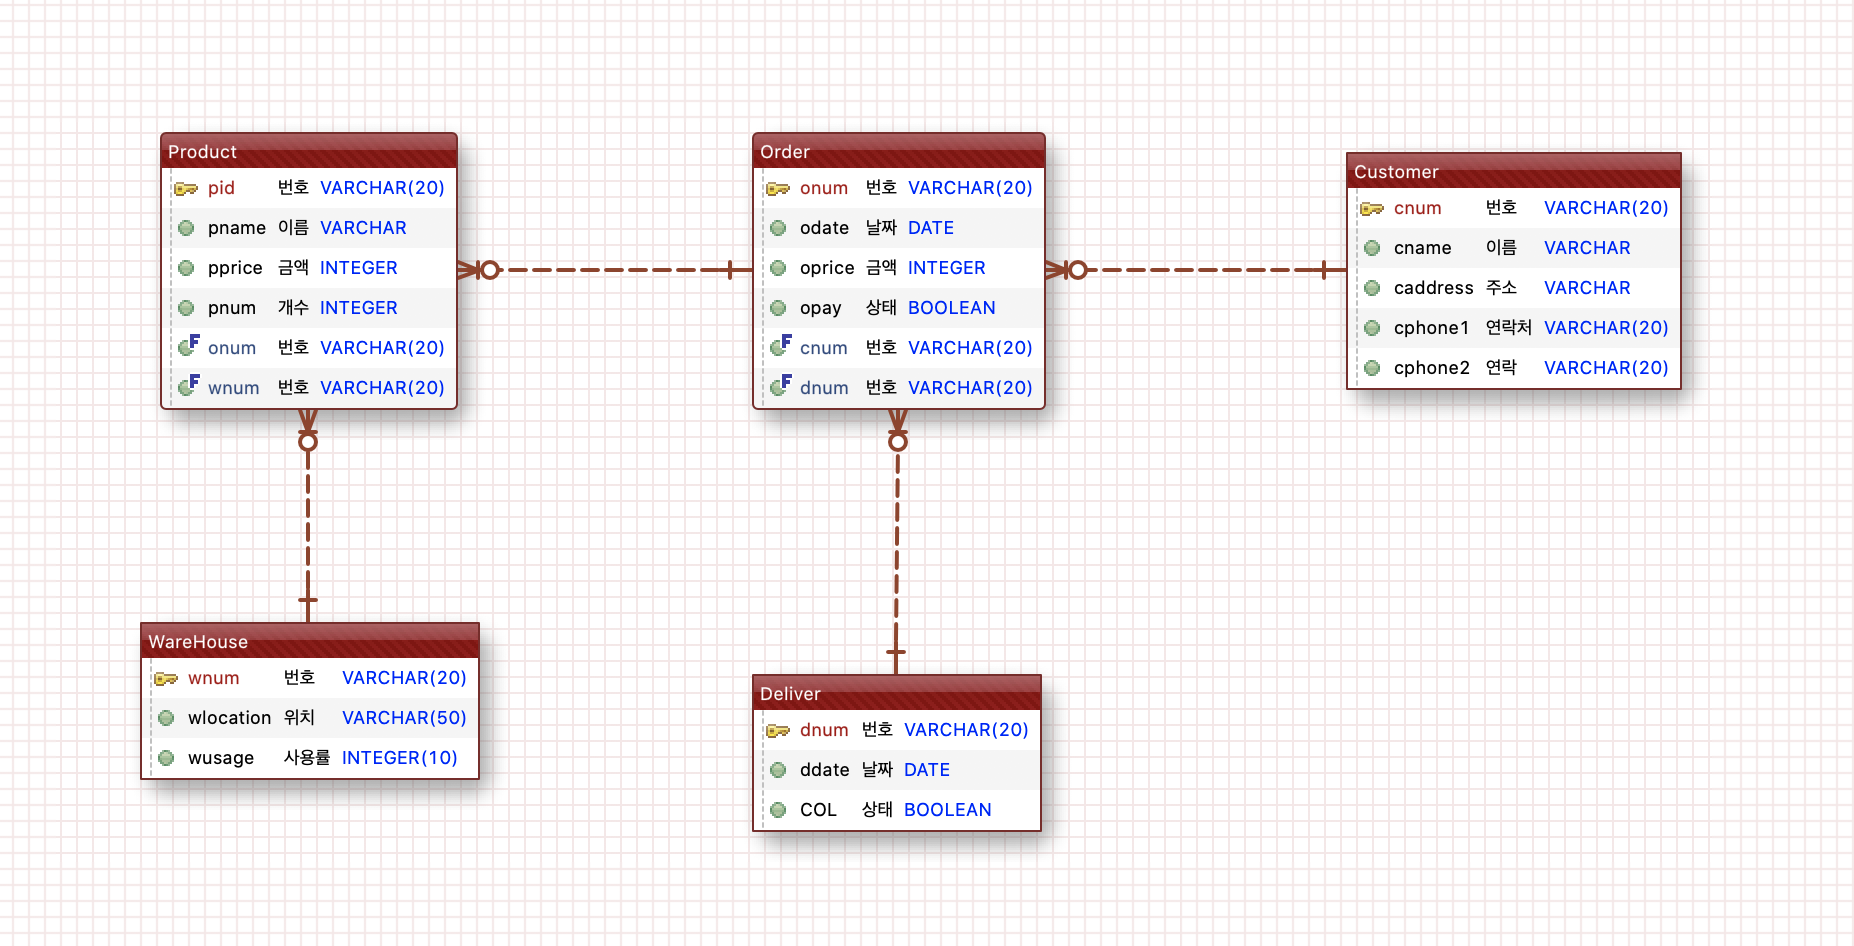 Product
pid 번호 VARCHAR(20)
pname 이름 VARCHAR
pprice 금액 INTEGER
pnum 개수 INTEGER
F onum 번호 VARCHAR(20)
F wnum 번호 VARCHAR(20)
Order
onum 번호 VARCHAR(20)
odate 날짜 DATE
oprice 금액 INTEGER
opay 상태 BOOLEAN
F cnum 번호 VARCHAR(20)
F dnum 번호 VARCHAR(20)
Customer
cnum 번호 VARCHAR(20)
cname 이름 VARCHAR
caddress 주소 VARCHAR
cphone1 연락처 VARCHAR(20)
cphone2 연락 VARCHAR(20)
WareHouse
wnum 번호 VARCHAR(20)
wlocation 위치 VARCHAR(50)
wusage 사용률 INTEGER(10)
Deliver
dnum 번호 VARCHAR(20)
ddate 날짜 DATE
COL 상태 BOOLEAN